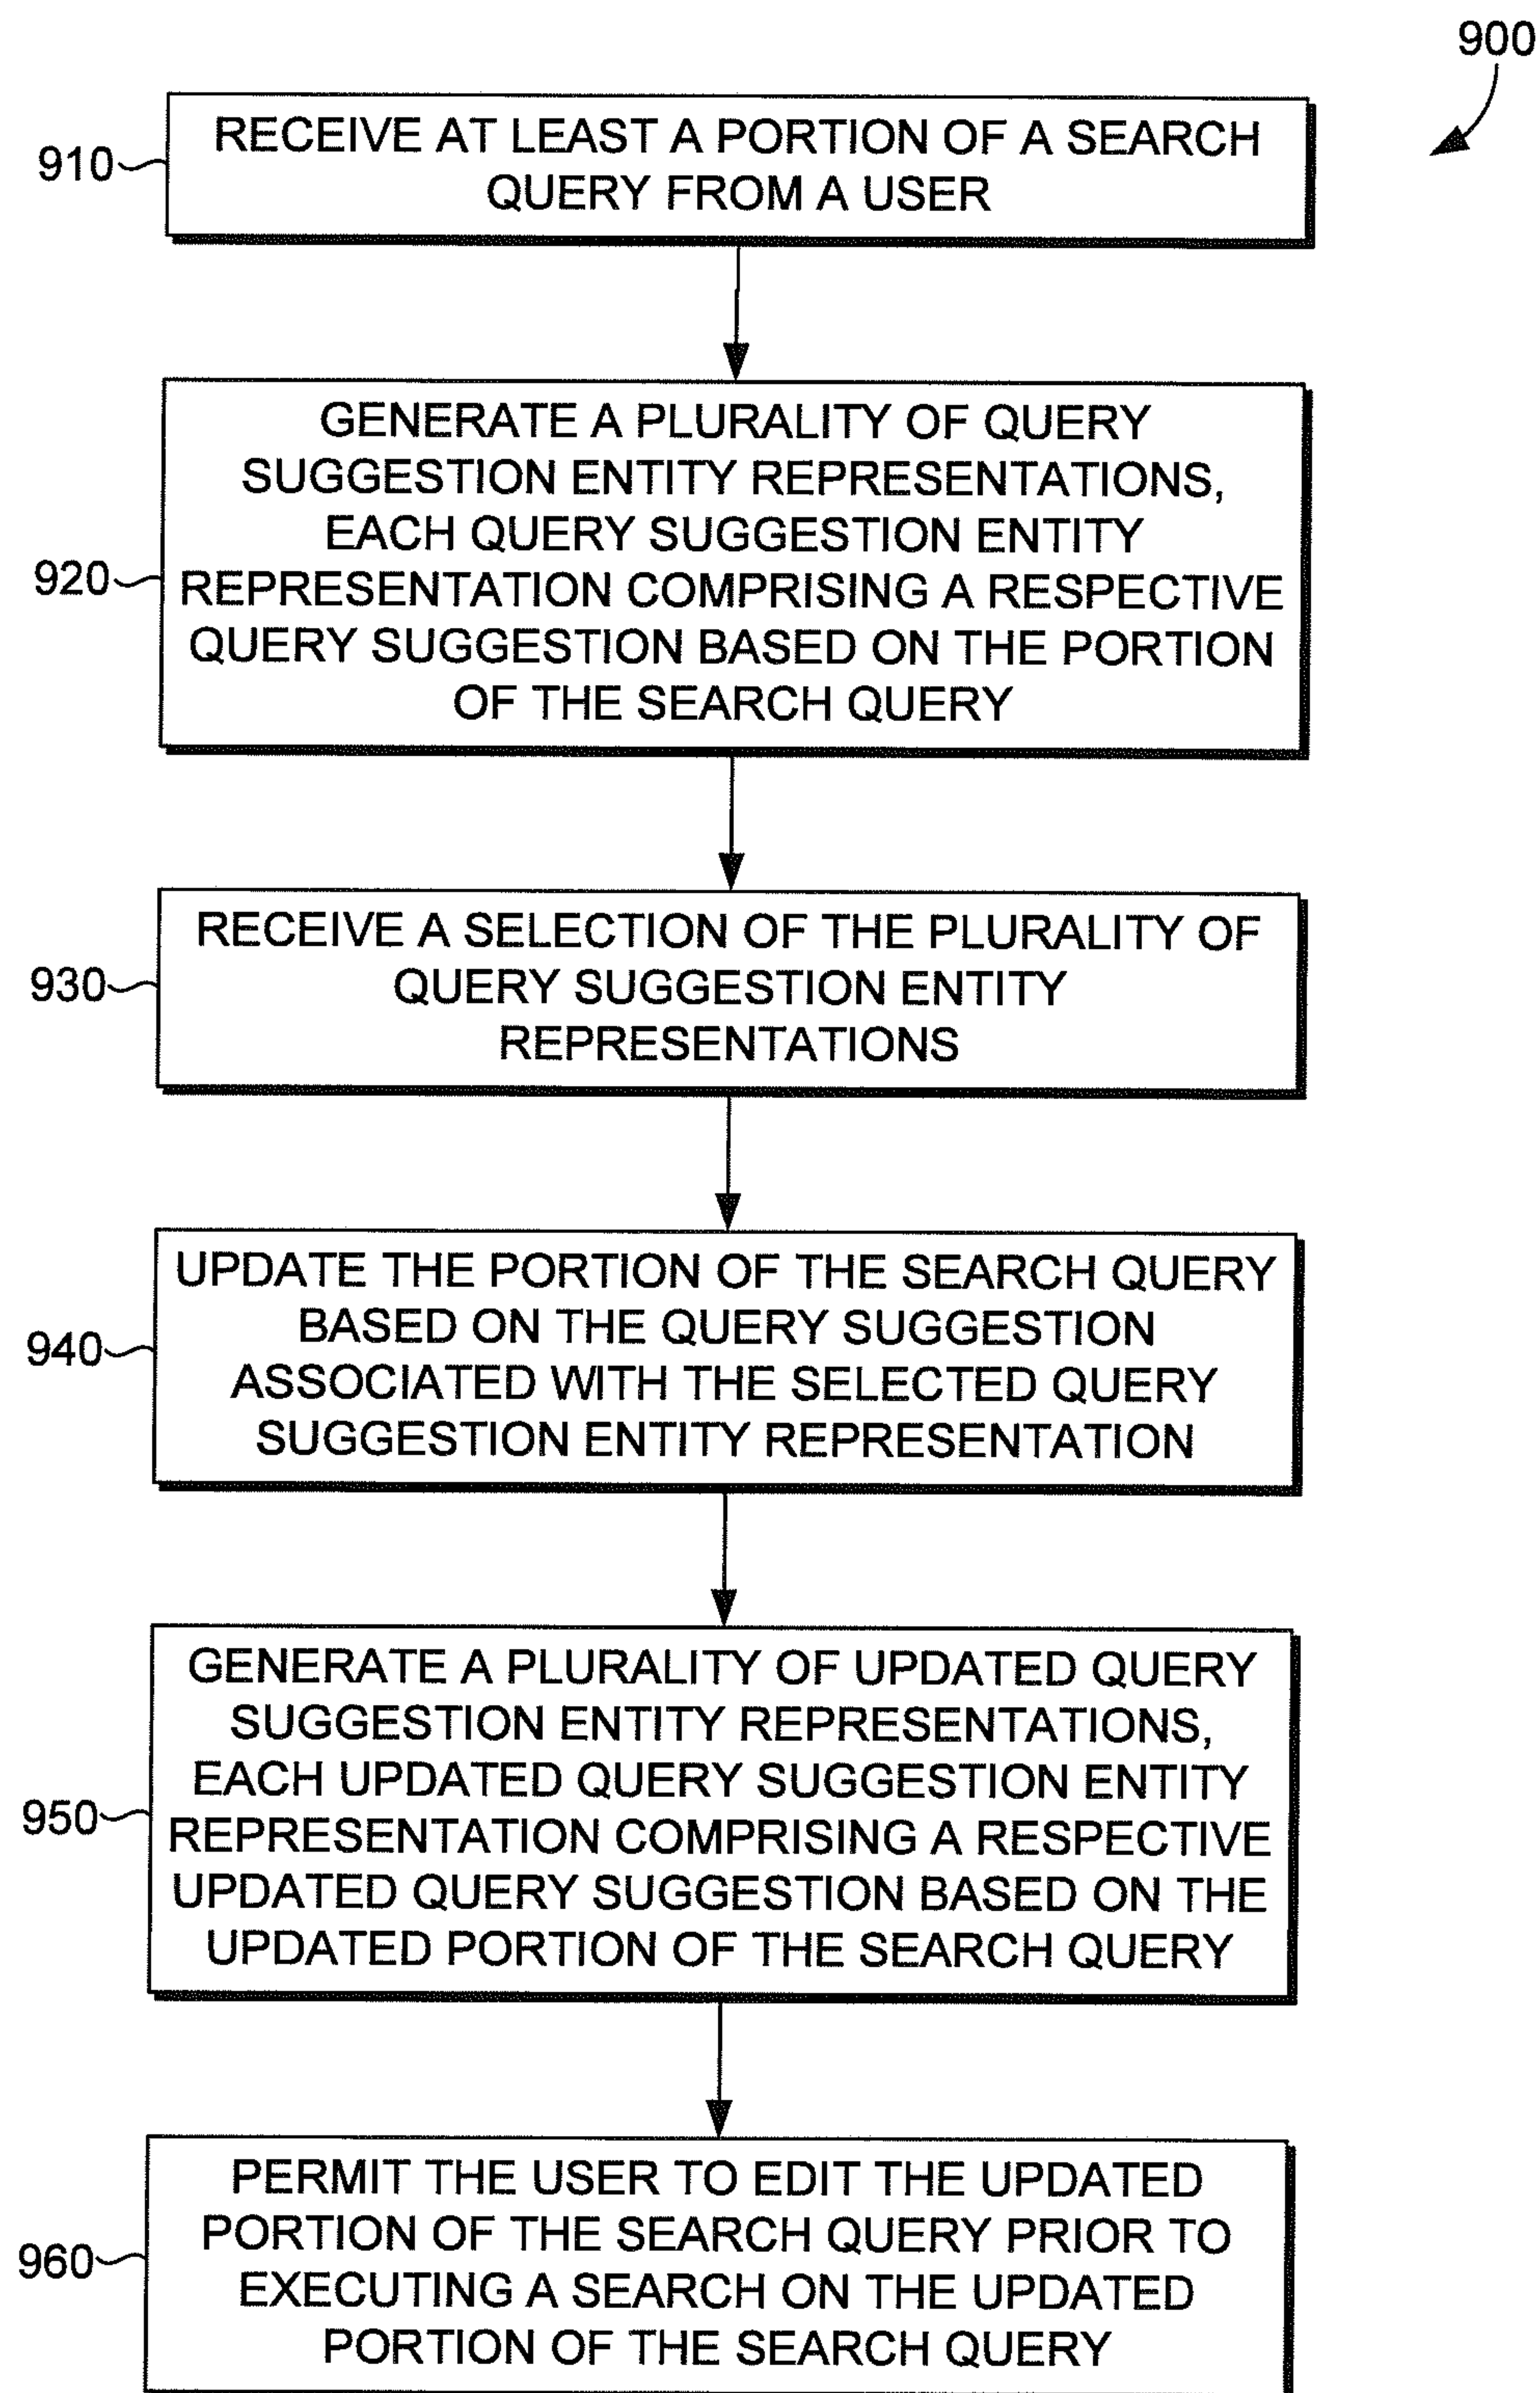 900
910
RECEIVE AT LEAST A PORTION OF A SEARCH
QUERY FROM A USER
920
GENERATE A PLURALITY OF QUERY
SUGGESTION ENTITY REPRESENTATIONS,
EACH QUERY SUGGESTION ENTITY
REPRESENTATION COMPRISING A RESPECTIVE
QUERY SUGGESTION BASED ON THE PORTION
OF THE SEARCH QUERY
930
RECEIVE A SELECTION OF THE PLURALITY OF
QUERY SUGGESTION ENTITY
REPRESENTATIONS
940
UPDATE THE PORTION OF THE SEARCH QUERY
BASED ON THE QUERY SUGGESTION
ASSOCIATED WITH THE SELECTED QUERY
SUGGESTION ENTITY REPRESENTATION
950
GENERATE A PLURALITY OF UPDATED QUERY
SUGGESTION ENTITY REPRESENTATIONS,
EACH UPDATED QUERY SUGGESTION ENTITY
REPRESENTATION COMPRISING A RESPECTIVE
UPDATED QUERY SUGGESTION BASED ON THE
UPDATED PORTION OF THE SEARCH QUERY
960
PERMIT THE USER TO EDIT THE UPDATED
PORTION OF THE SEARCH QUERY PRIOR TO
EXECUTING A SEARCH ON THE UPDATED
PORTION OF THE SEARCH QUERY